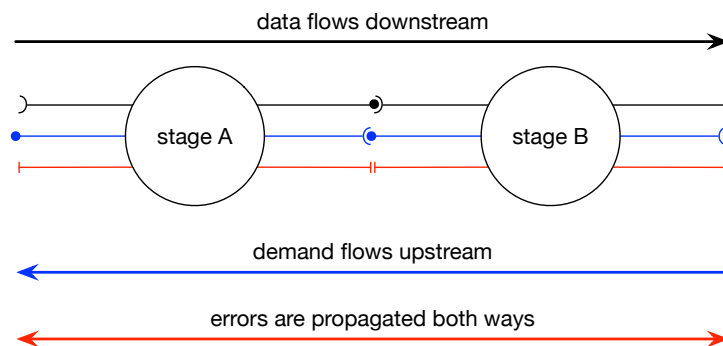 data flows downstream
stage A
stage B
demand flows upstream
errors are propagated both ways